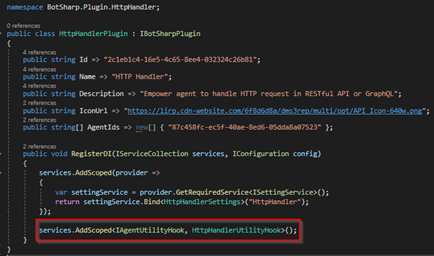 namespace BotSharp.Plugin.HttpHandler;
0 references
public class HttpHandlerPlugin : IBotSharpPlugin
{
4 references
public string Id => "2c1eb1c4-16e5-4c65-8ee4-032324c26b81";
4 references
public string Name => "HTTP Handler";
4 references
public string Description => "Empower agent to handle HTTP request in RESTful API or GraphQL";
2 references
public string IconUrl => "https://lirp.cdn-website.com/6f8d6d8a/dms3rep/multi/opt/API_Icon-640w.png";
2 references
public string[] AgentIds => new[] { "87c458fc-ec5f-40ae-8ed6-05dda8a07523" };
2 references
public void RegisterDI(IServiceCollection services, IConfiguration config)
{
services.AddScoped(provider =>
{
var settingService = provider.GetRequiredService<ISettingService>();
return settingService.Bind<HttpHandlerSettings>("HttpHandler");
});
services.AddScoped<IAgentUtilityHook, HttpHandlerUtilityHook>();
}
}